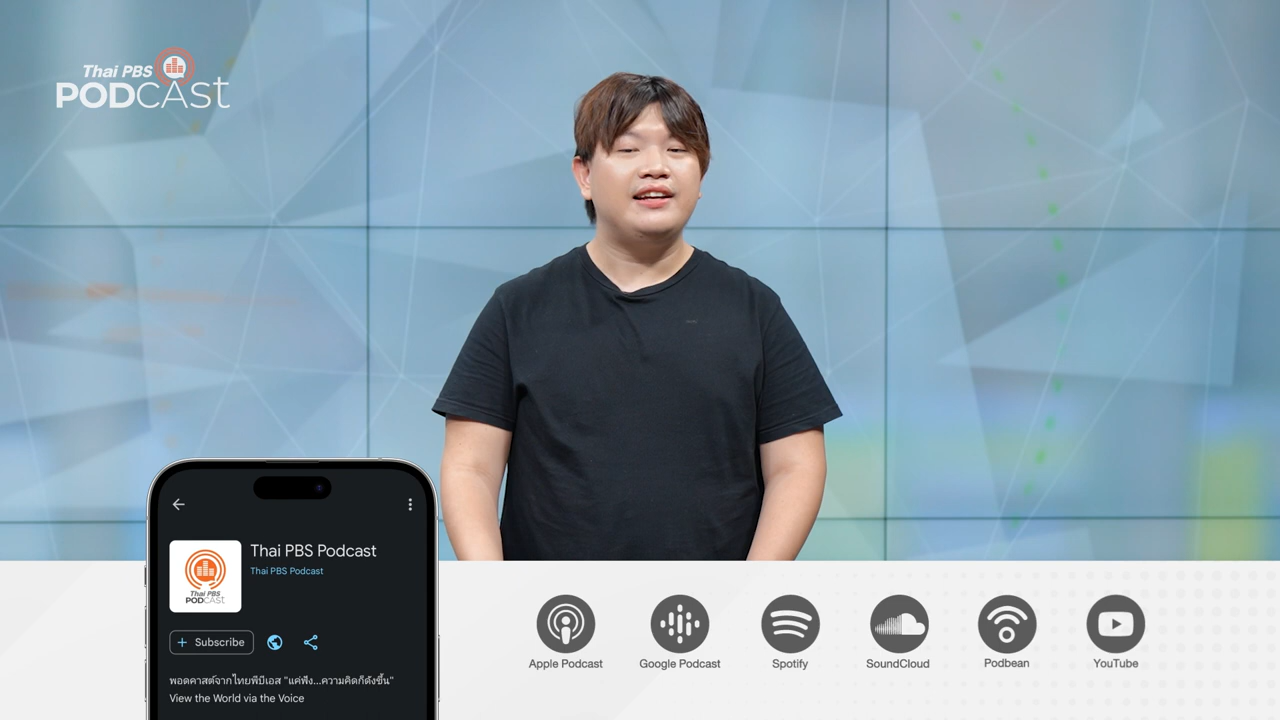 Thai PBS
PODCAST
Thai PBS Podcast
Thai PBS Podcast
Thai PBS
PODCAST
+ Subscribe
พอดคาสต์จากไทยพีบีเอส "แค่ฟัง...ความคิดก็ดังขึ้น"
View the World via the Voice
Apple Podcast
Google Podcast
Spotify
SoundCloud
Podbean
YouTube